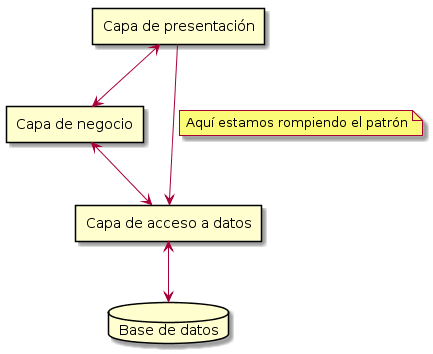 Capa de presentación
Capa de negocio
Aquí estamos rompiendo el patrón
Capa de acceso a datos
Base de datos